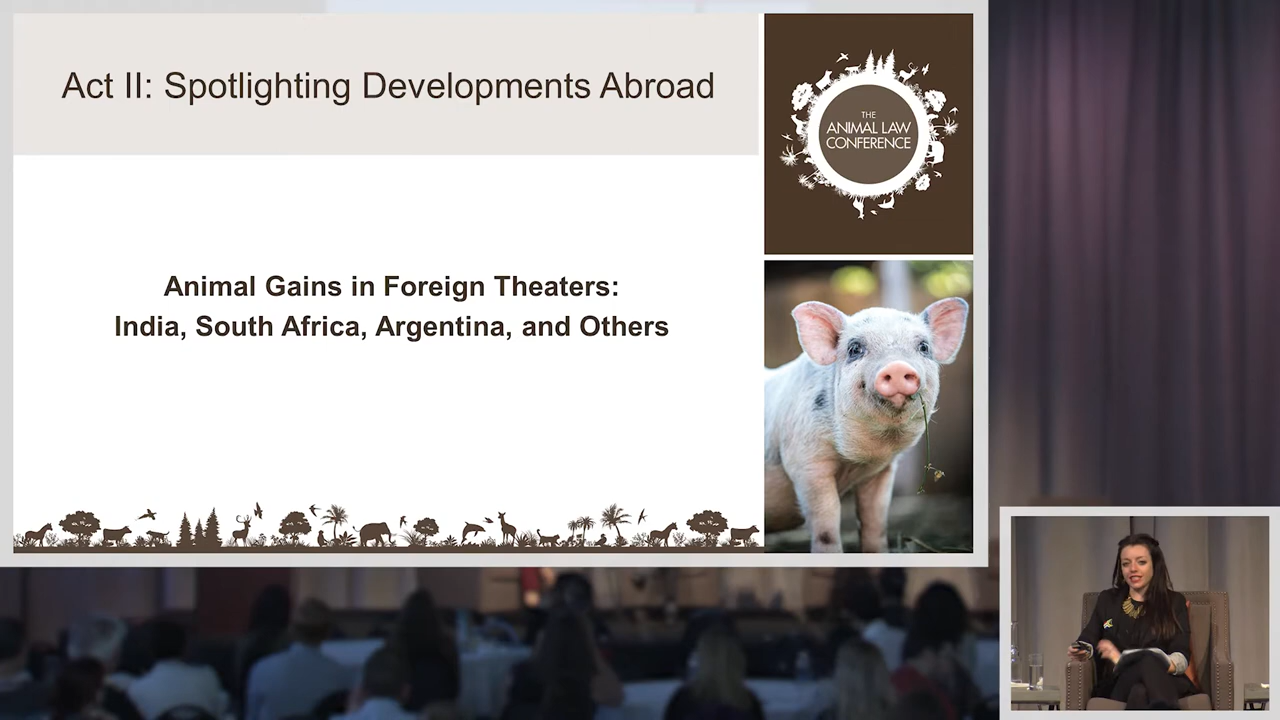 Act II: Spotlighting Developments Abroad
THE
ANIMAL LAW
CONFERENCE
Animal Gains in Foreign Theaters:
India, South Africa, Argentina, and Others